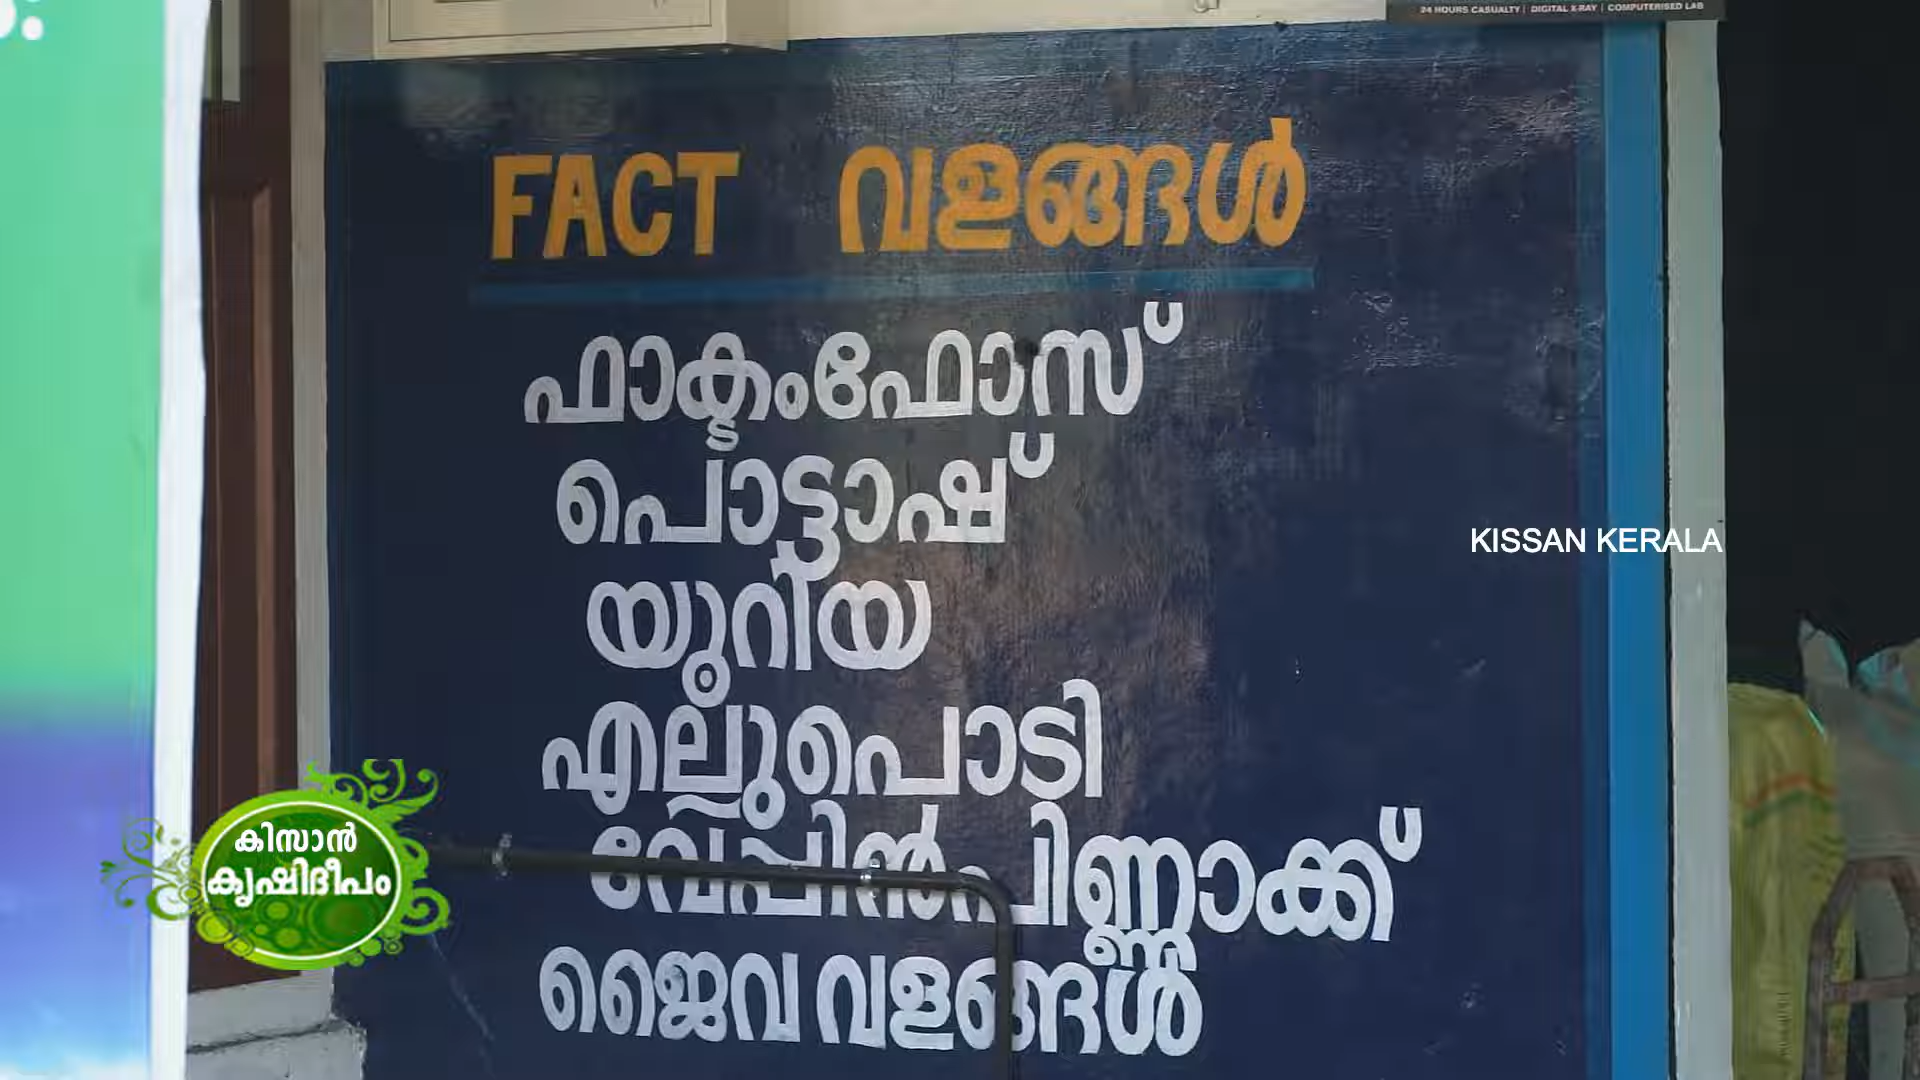 24 HOURS CASUALTY | DIGITAL X-RAY | COMPUTERISED LAB
FACT വളങ്ങൾ
ഫാക്ടംഫോസ്
പൊട്ടാഷ്
യൂറിയ
എല്ലുപൊടി
വേപ്പിൻപിണ്ണാക്ക്
ജൈവ വളങ്ങൾ
KISSAN KERALA
കിസാൻ
കൃഷിദീപം